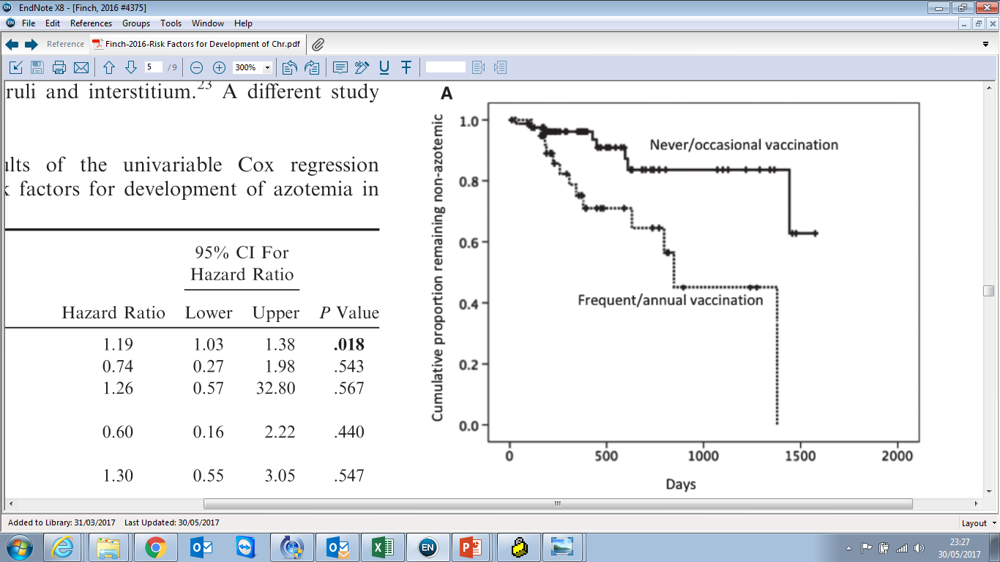 EndNote X8 - [Finch, 2016 #4375]
File Edit References Groups Tools Window Help
Reference Finch-2016-Risk Factors for Development of Chr.pdf
5 / 9 300%
ruli and interstitium.23 A different study
ults of the univariable Cox regression
k factors for development of azotemia in
95% CI For
Hazard Ratio
Hazard Ratio Lower Upper P Value
1.19 1.03 1.38 .018
0.74 0.27 1.98 .543
1.26 0.57 32.80 .567
0.60 0.16 2.22 .440
1.30 0.55 3.05 .547
A
Cumulative proportion remaining non-azotemic
1.0
0.8
0.6
0.4
0.2
0.0
Never/occasional vaccination
Frequent/annual vaccination
0 500 1000 1500 2000
Days
Added to Library: 31/03/2017 Last Updated: 30/05/2017
Layout
EN
23:27
30/05/2017